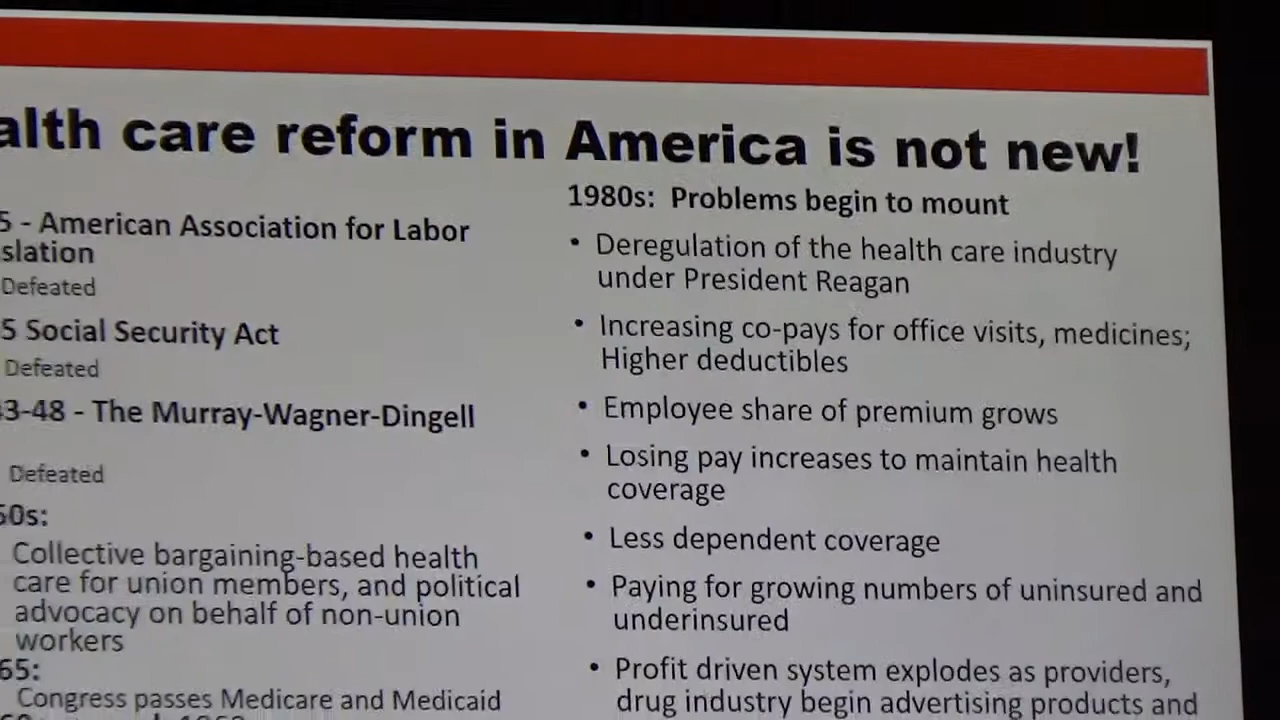 alth care reform in America is not new!
5 - American Association for Labor
slation
Defeated
5 Social Security Act
Defeated
3-48 - The Murray-Wagner-Dingell
Defeated
50s:
Collective bargaining-based health
care for union members, and political
advocacy on behalf of non-union
workers
65:
Congress passes Medicare and Medicaid
1980s: Problems begin to mount
• Deregulation of the health care industry
under President Reagan
• Increasing co-pays for office visits, medicines;
Higher deductibles
• Employee share of premium grows
• Losing pay increases to maintain health
coverage
• Less dependent coverage
• Paying for growing numbers of uninsured and
underinsured
• Profit driven system explodes as providers,
drug industry begin advertising products and